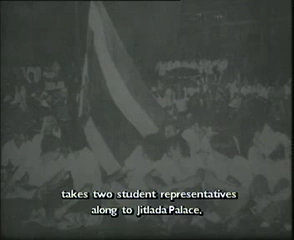 takes two student representatives
along to Jitlada Palace,